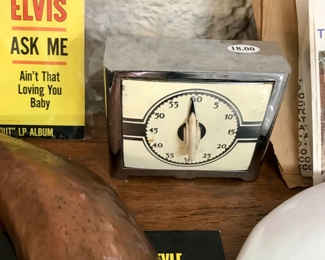 ELVIS
ASK ME
Ain't That
Loving You
Baby
OUT" LP ALBUM
18.00
60
55
5
50
10
45
15
40
20
35
25
30